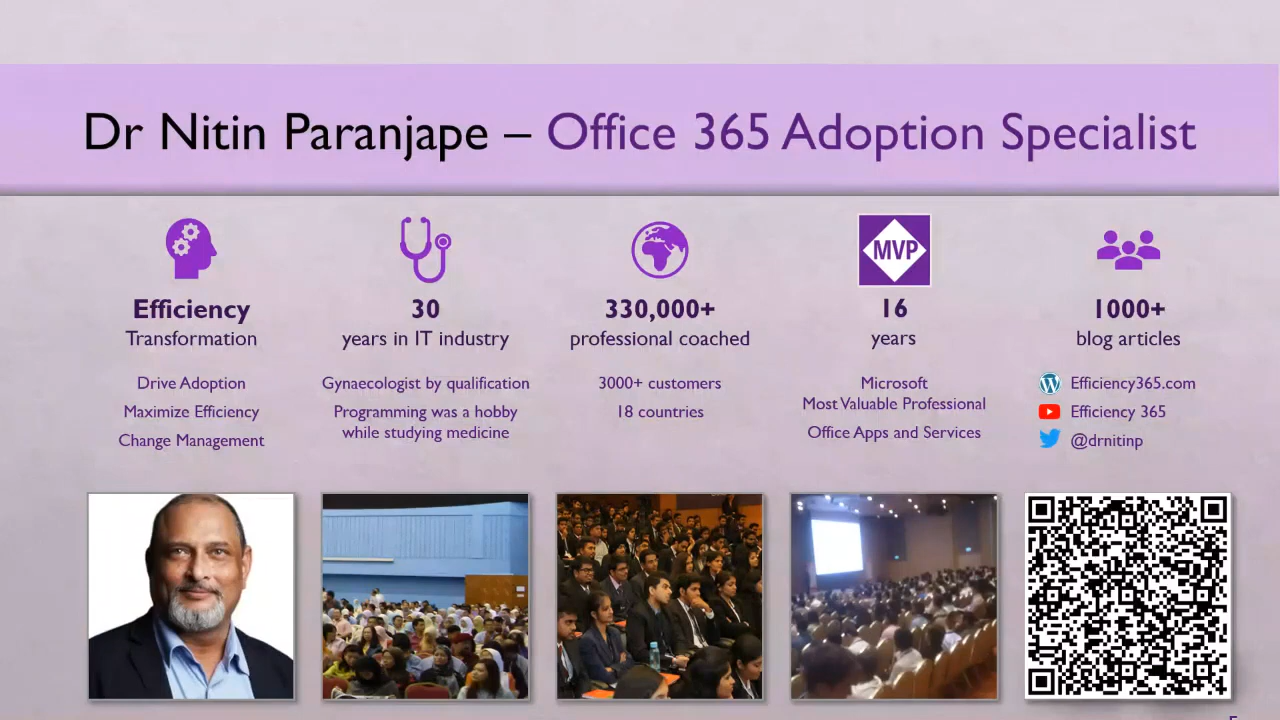 Dr Nitin Paranjape – Office 365 Adoption Specialist
Efficiency
Transformation
Drive Adoption
Maximize Efficiency
Change Management
30
years in IT industry
Gynaecologist by qualification
Programming was a hobby
while studying medicine
330,000+
professional coached
3000+ customers
18 countries
MVP
16
years
Microsoft
Most Valuable Professional
Office Apps and Services
1000+
blog articles
Efficiency365.com
Efficiency 365
@drnitinp